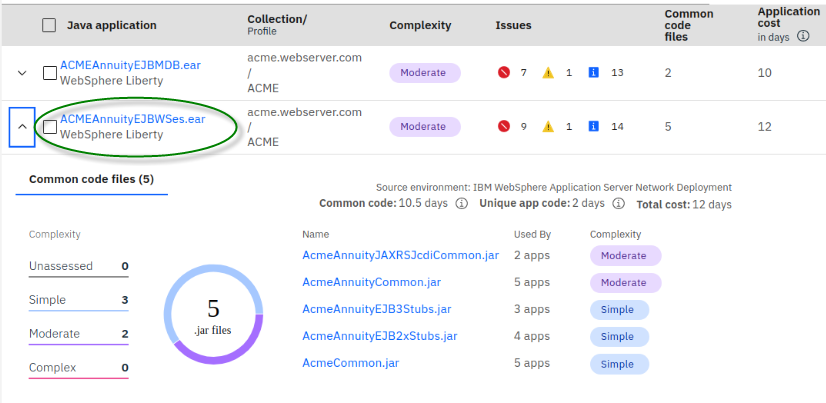 Java application Collection/ Profile Complexity Issues Common code files Application cost in days
ACMEAnnuityEJBMDB.ear
WebSphere Liberty
acme.webserver.com
/
ACME
Moderate 7 1 13 2 10
ACMEAnnuityEJBWSes.ear
WebSphere Liberty
acme.webserver.com
/
ACME
Moderate 9 1 14 5 12
Common code files (5)
Source environment: IBM WebSphere Application Server Network Deployment
Common code: 10.5 days Unique app code: 2 days Total cost: 12 days
Complexity
Unassessed 0
Simple 3
Moderate 2
Complex 0
5
.jar files
Name Used By Complexity
AcmeAnnuityJAXRSJcdiCommon.jar 2 apps Moderate
AcmeAnnuityCommon.jar 5 apps Moderate
AcmeAnnuityEJB3Stubs.jar 3 apps Simple
AcmeAnnuityEJB2xStubs.jar 4 apps Simple
AcmeCommon.jar 5 apps Simple